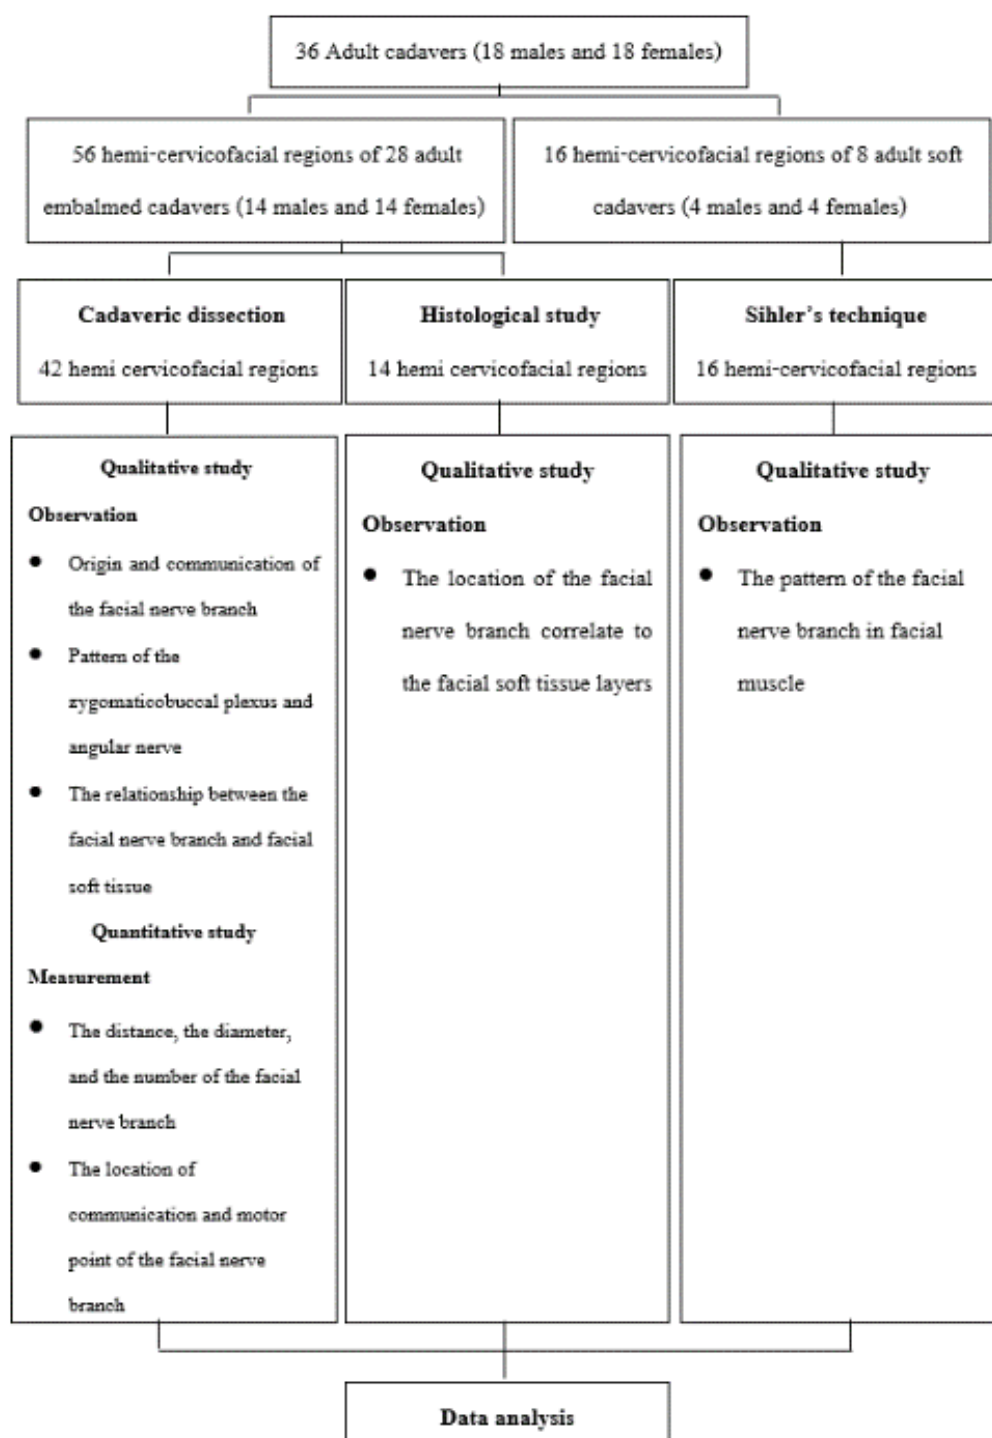 36 Adult cadavers (18 males and 18 females)
56 hemi-cervicofacial regions of 28 adult
embalmed cadavers (14 males and 14 females)
16 hemi-cervicofacial regions of 8 adult soft
cadavers (4 males and 4 females)
Cadaveric dissection
42 hemi cervicofacial regions
Histological study
14 hemi cervicofacial regions
Sihler’s technique
16 hemi-cervicofacial regions
Qualitative study
Observation
● Origin and communication of
the facial nerve branch
● Pattern of the
zygomaticobuccal plexus and
angular nerve
● The relationship between the
facial nerve branch and facial
soft tissue
Quantitative study
Measurement
● The distance, the diameter,
and the number of the facial
nerve branch
● The location of
communication and motor
point of the facial nerve
branch
Qualitative study
Observation
● The location of the facial
nerve branch correlate to
the facial soft tissue layers
Qualitative study
Observation
● The pattern of the facial
nerve branch in facial
muscle
Data analysis